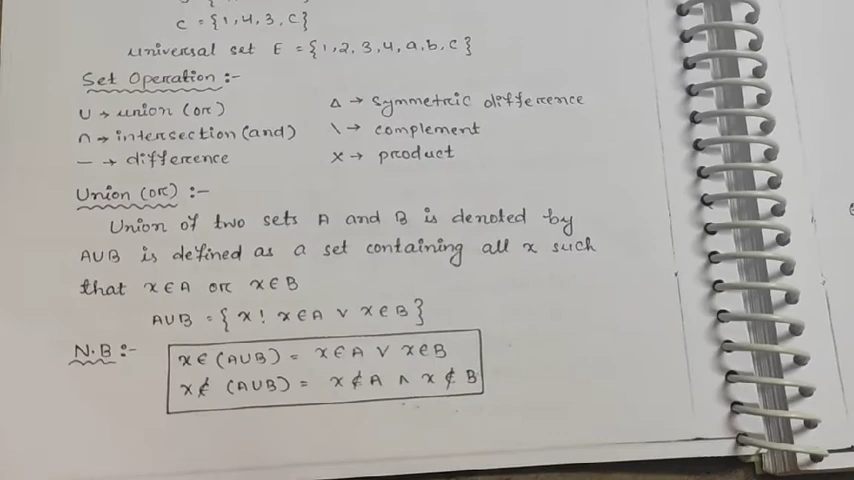 C = {1, 4, 3, c}
universal set E = {1, 2, 3, 4, a, b, c}
Set Operation :-
∪ → union (or)
∩ → intersection (and)
— → difference
Δ → Symmetric difference
\ → complement
× → product
Union (or) :-
Union of two sets A and B is denoted by
A∪B is defined as a set containing all x such
that x∈A or x∈B
A∪B = { x ! x∈A ∨ x∈B }
N.B :-
x∈(A∪B) = x∈A ∨ x∈B
x∉ (A∪B) = x∉A ∧ x∉B